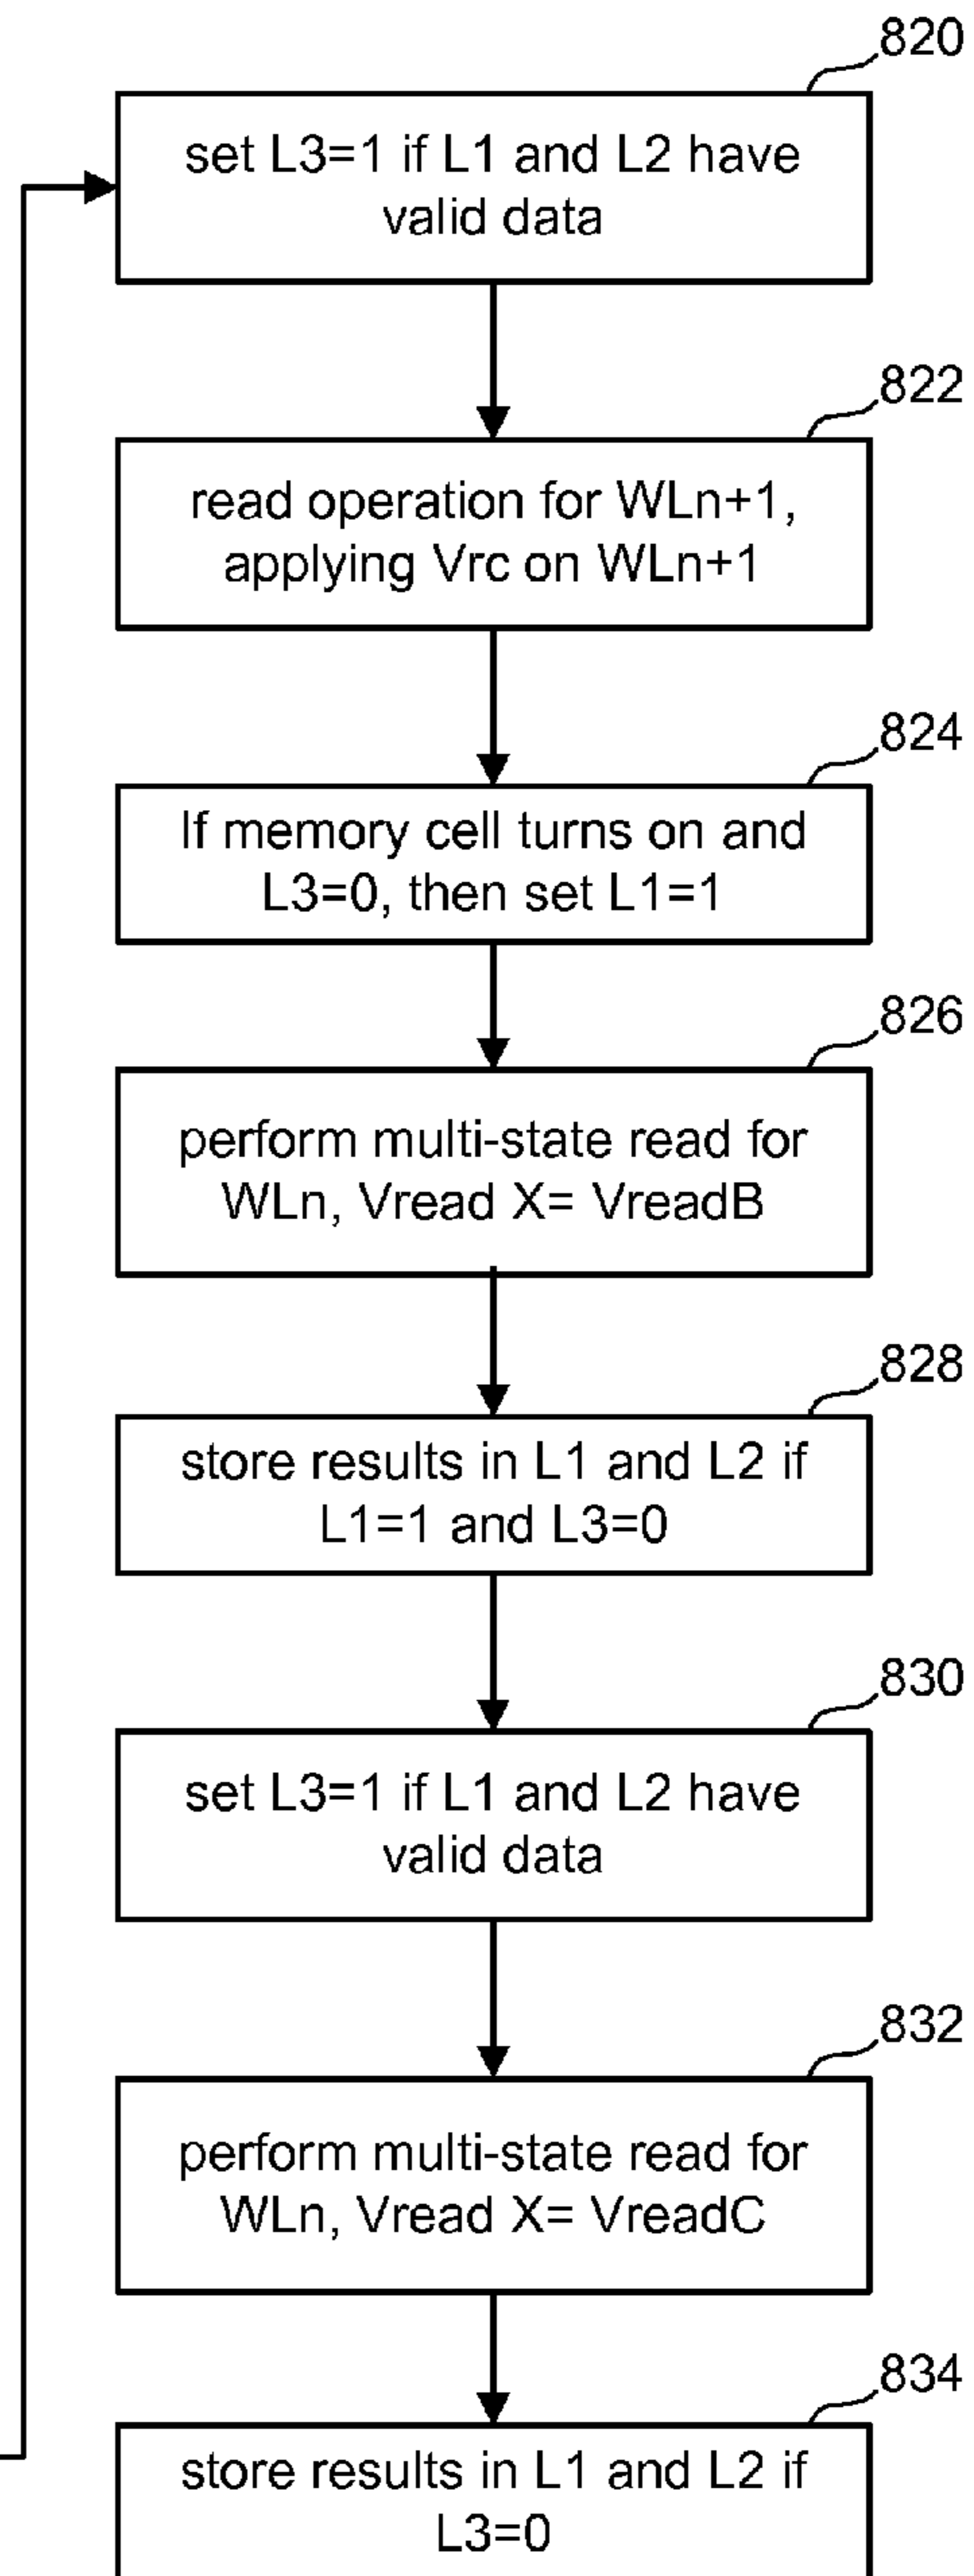 820
set L3=1 if L1 and L2 have
valid data
822
read operation for WLn+1,
applying Vrc on WLn+1
824
If memory cell turns on and
L3=0, then set L1=1
826
perform multi-state read for
WLn, Vread X= VreadB
828
store results in L1 and L2 if
L1=1 and L3=0
830
set L3=1 if L1 and L2 have
valid data
832
perform multi-state read for
WLn, Vread X= VreadC
834
store results in L1 and L2 if
L3=0